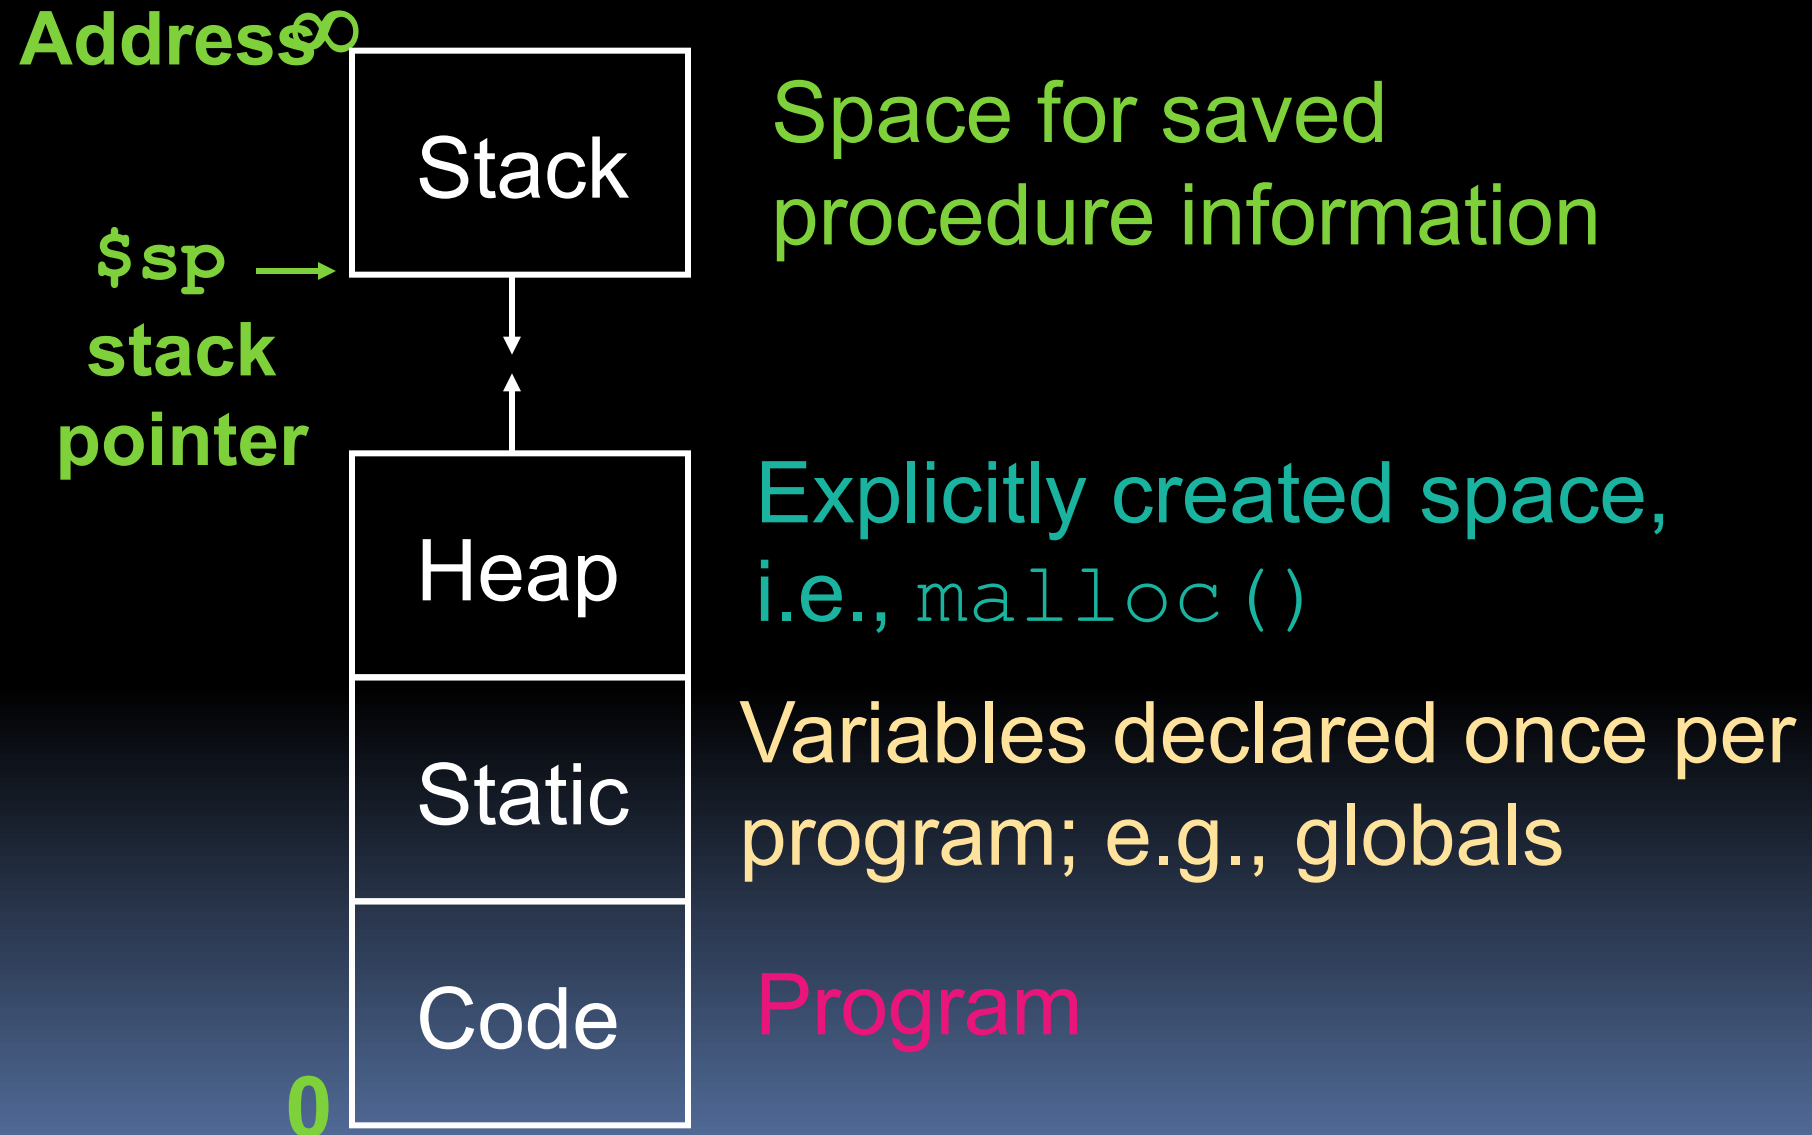 Address∞
Stack
Space for saved
procedure information
$sp
stack
pointer
Heap
Explicitly created space,
i.e., malloc()
Static
Variables declared once per
program; e.g., globals
Code
Program
0